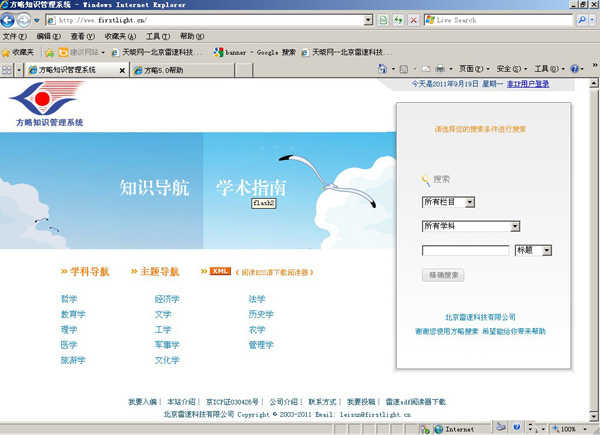 方略知识管理系统 - Windows Internet Explorer
http://www.firstlight.cn/
Live Search
文件(F) 编辑(E) 查看(V) 收藏夹(A) 工具(T) 帮助(H)
收藏夹 建议网站 天晓网—北京雷速科技... banner - Google 搜索 天晓网—北京雷速科技...
方略知识管理系统 方略5.0帮助 页面(P) 安全(S) 工具(O)
今天是2011年9月19日 星期一 非IP用户登录
方略知识管理系统
请选择您的搜索条件进行搜索
知识导航 学术指南
flash2
搜索
所有栏目
所有学科
标题
精确搜索
学科导航 主题导航 XML (阅读RSS请下载阅读器)
哲学 经济学 法学
教育学 文学 历史学
理学 工学 农学
医学 军事学 管理学
旅游学 文化学
北京雷速科技有限公司
谢谢您使用方略搜索 希望能给你带来帮助
我要入编 | 本站介绍 | 京ICP证030426号 | 公司介绍 | 联系方式 | 我要投稿 | 雷速sdf阅读器下载
北京雷速科技有限公司 Copyright © 2003-2011 Email: leisun@firstlight.cn
Internet 100%